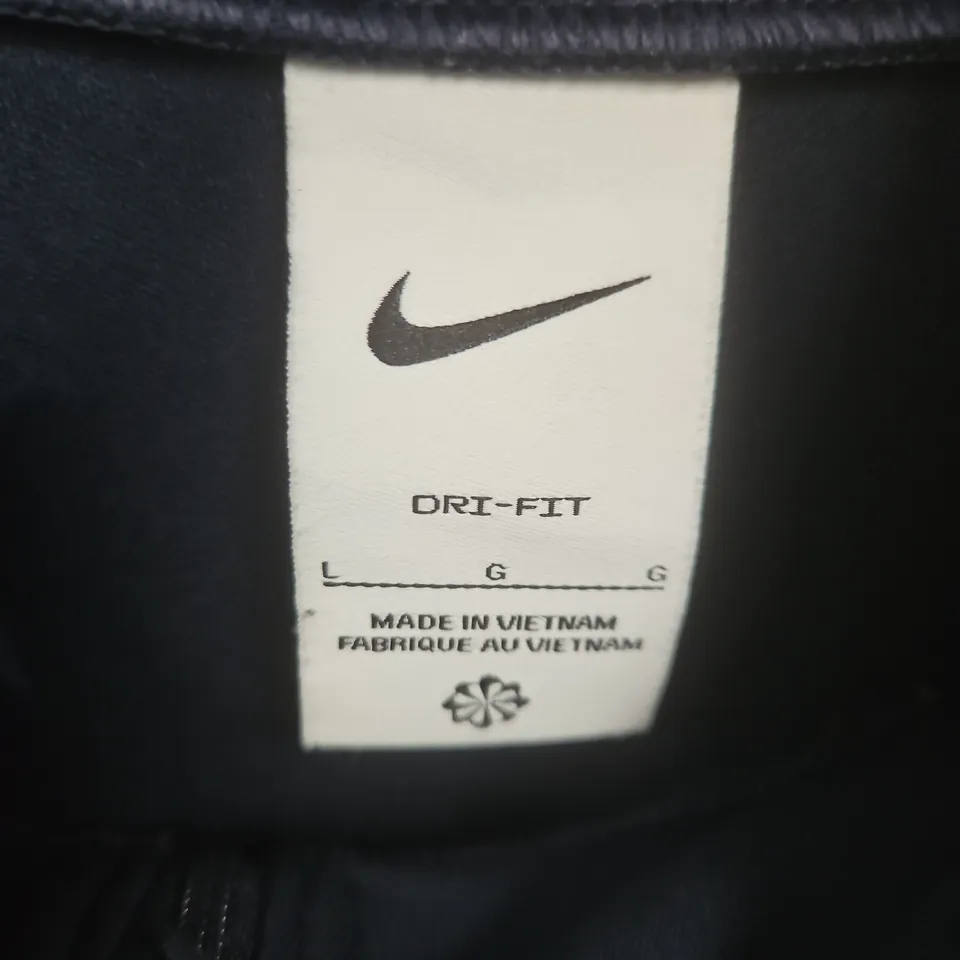 DRI-FIT
L G G
MADE IN VIETNAM
FABRIQUE AU VIETNAM